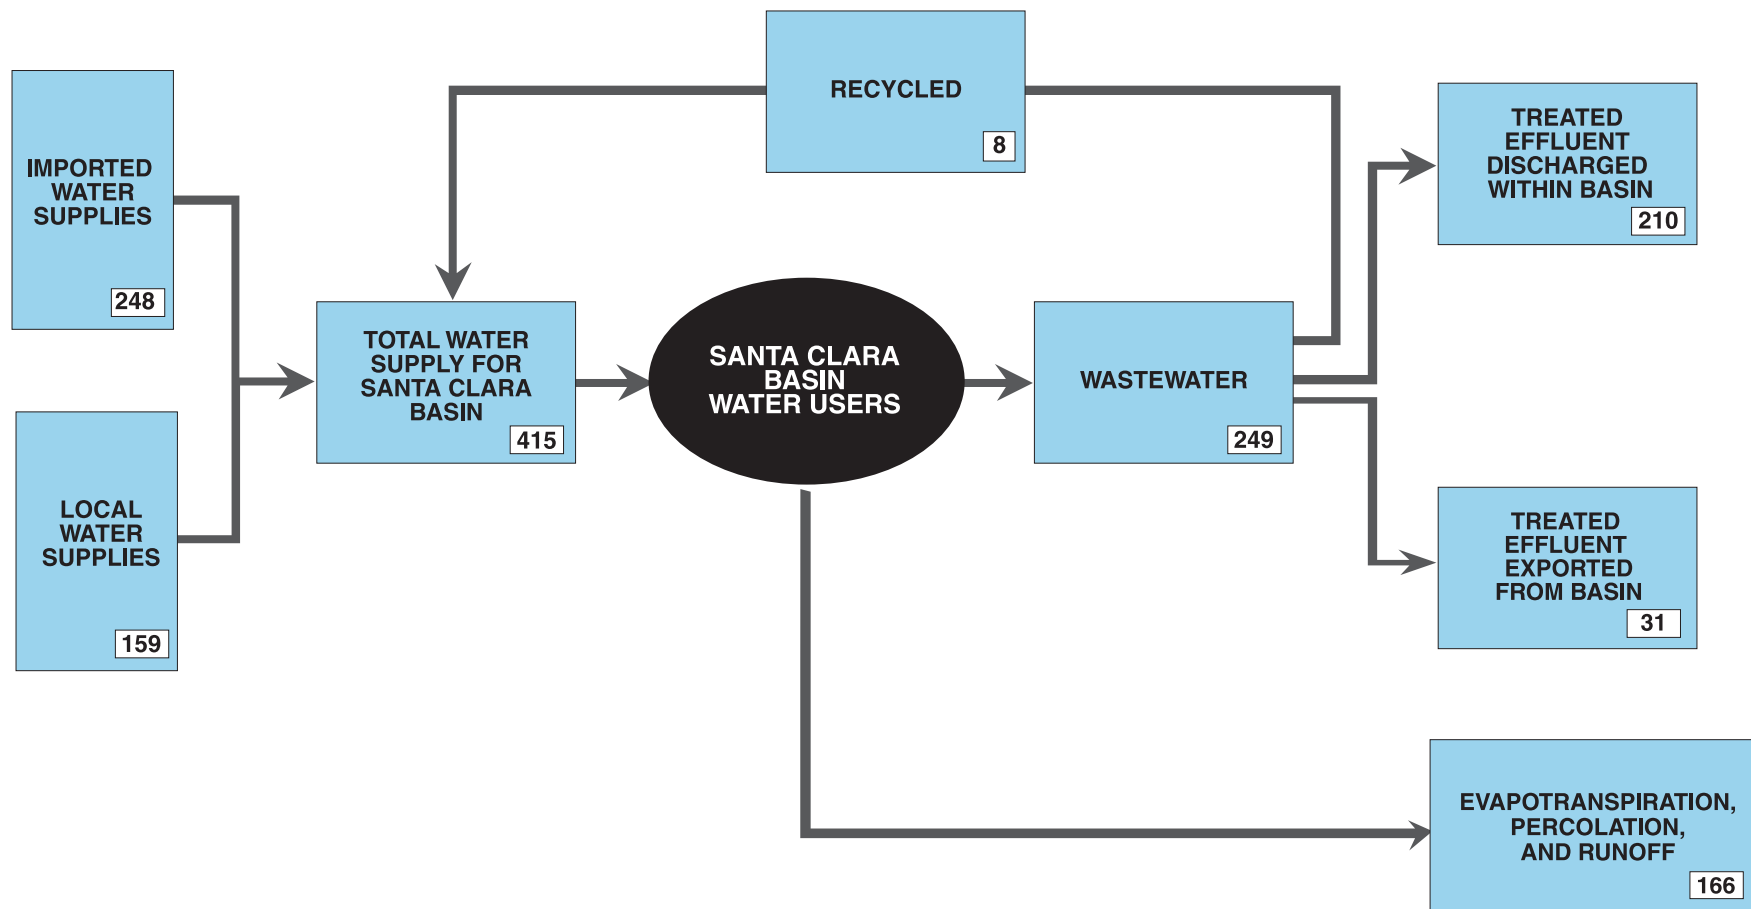 IMPORTED
WATER
SUPPLIES
248
LOCAL
WATER
SUPPLIES
159
RECYCLED
8
TOTAL WATER
SUPPLY FOR
SANTA CLARA
BASIN
415
SANTA CLARA
BASIN
WATER USERS
WASTEWATER
249
TREATED
EFFLUENT
DISCHARGED
WITHIN BASIN
210
TREATED
EFFLUENT
EXPORTED
FROM BASIN
31
EVAPOTRANSPIRATION,
PERCOLATION,
AND RUNOFF
166